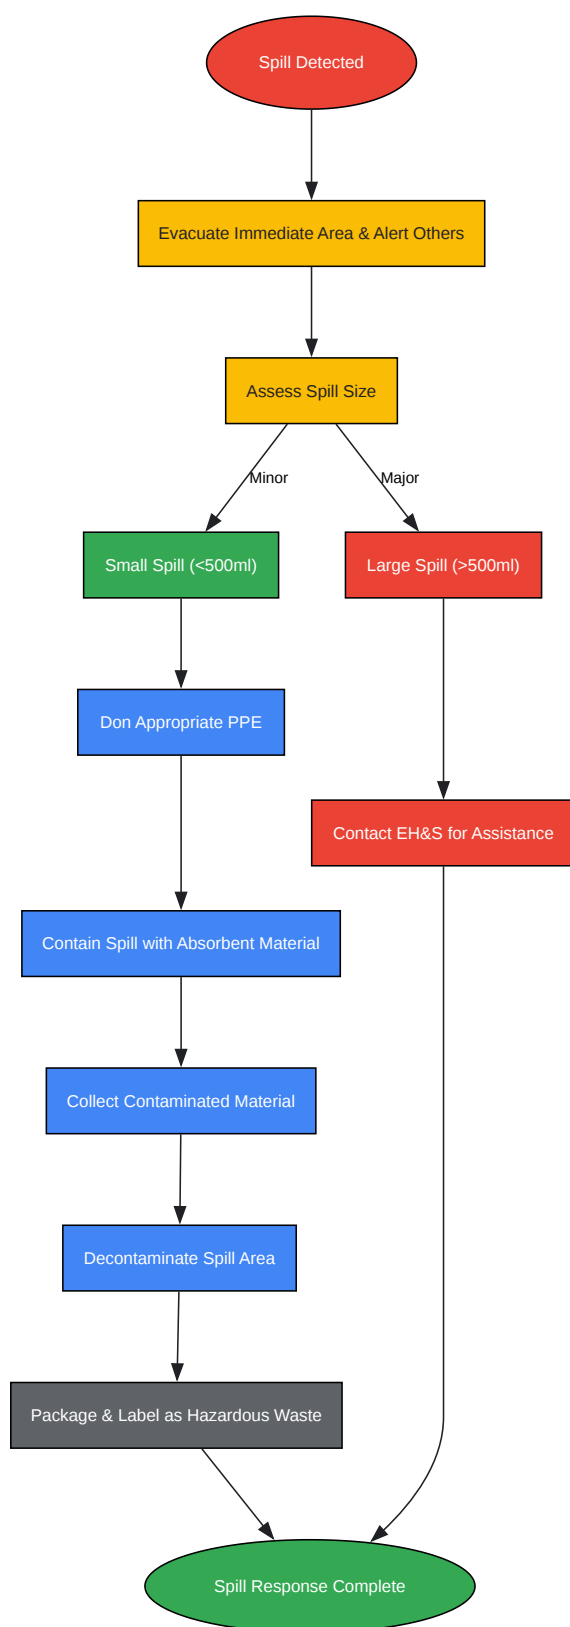 Spill Detected
Evacuate Immediate Area & Alert Others
Assess Spill Size
Minor
Major
Small Spill (<500ml)
Large Spill (>500ml)
Don Appropriate PPE
Contact EH&S for Assistance
Contain Spill with Absorbent Material
Collect Contaminated Material
Decontaminate Spill Area
Package & Label as Hazardous Waste
Spill Response Complete